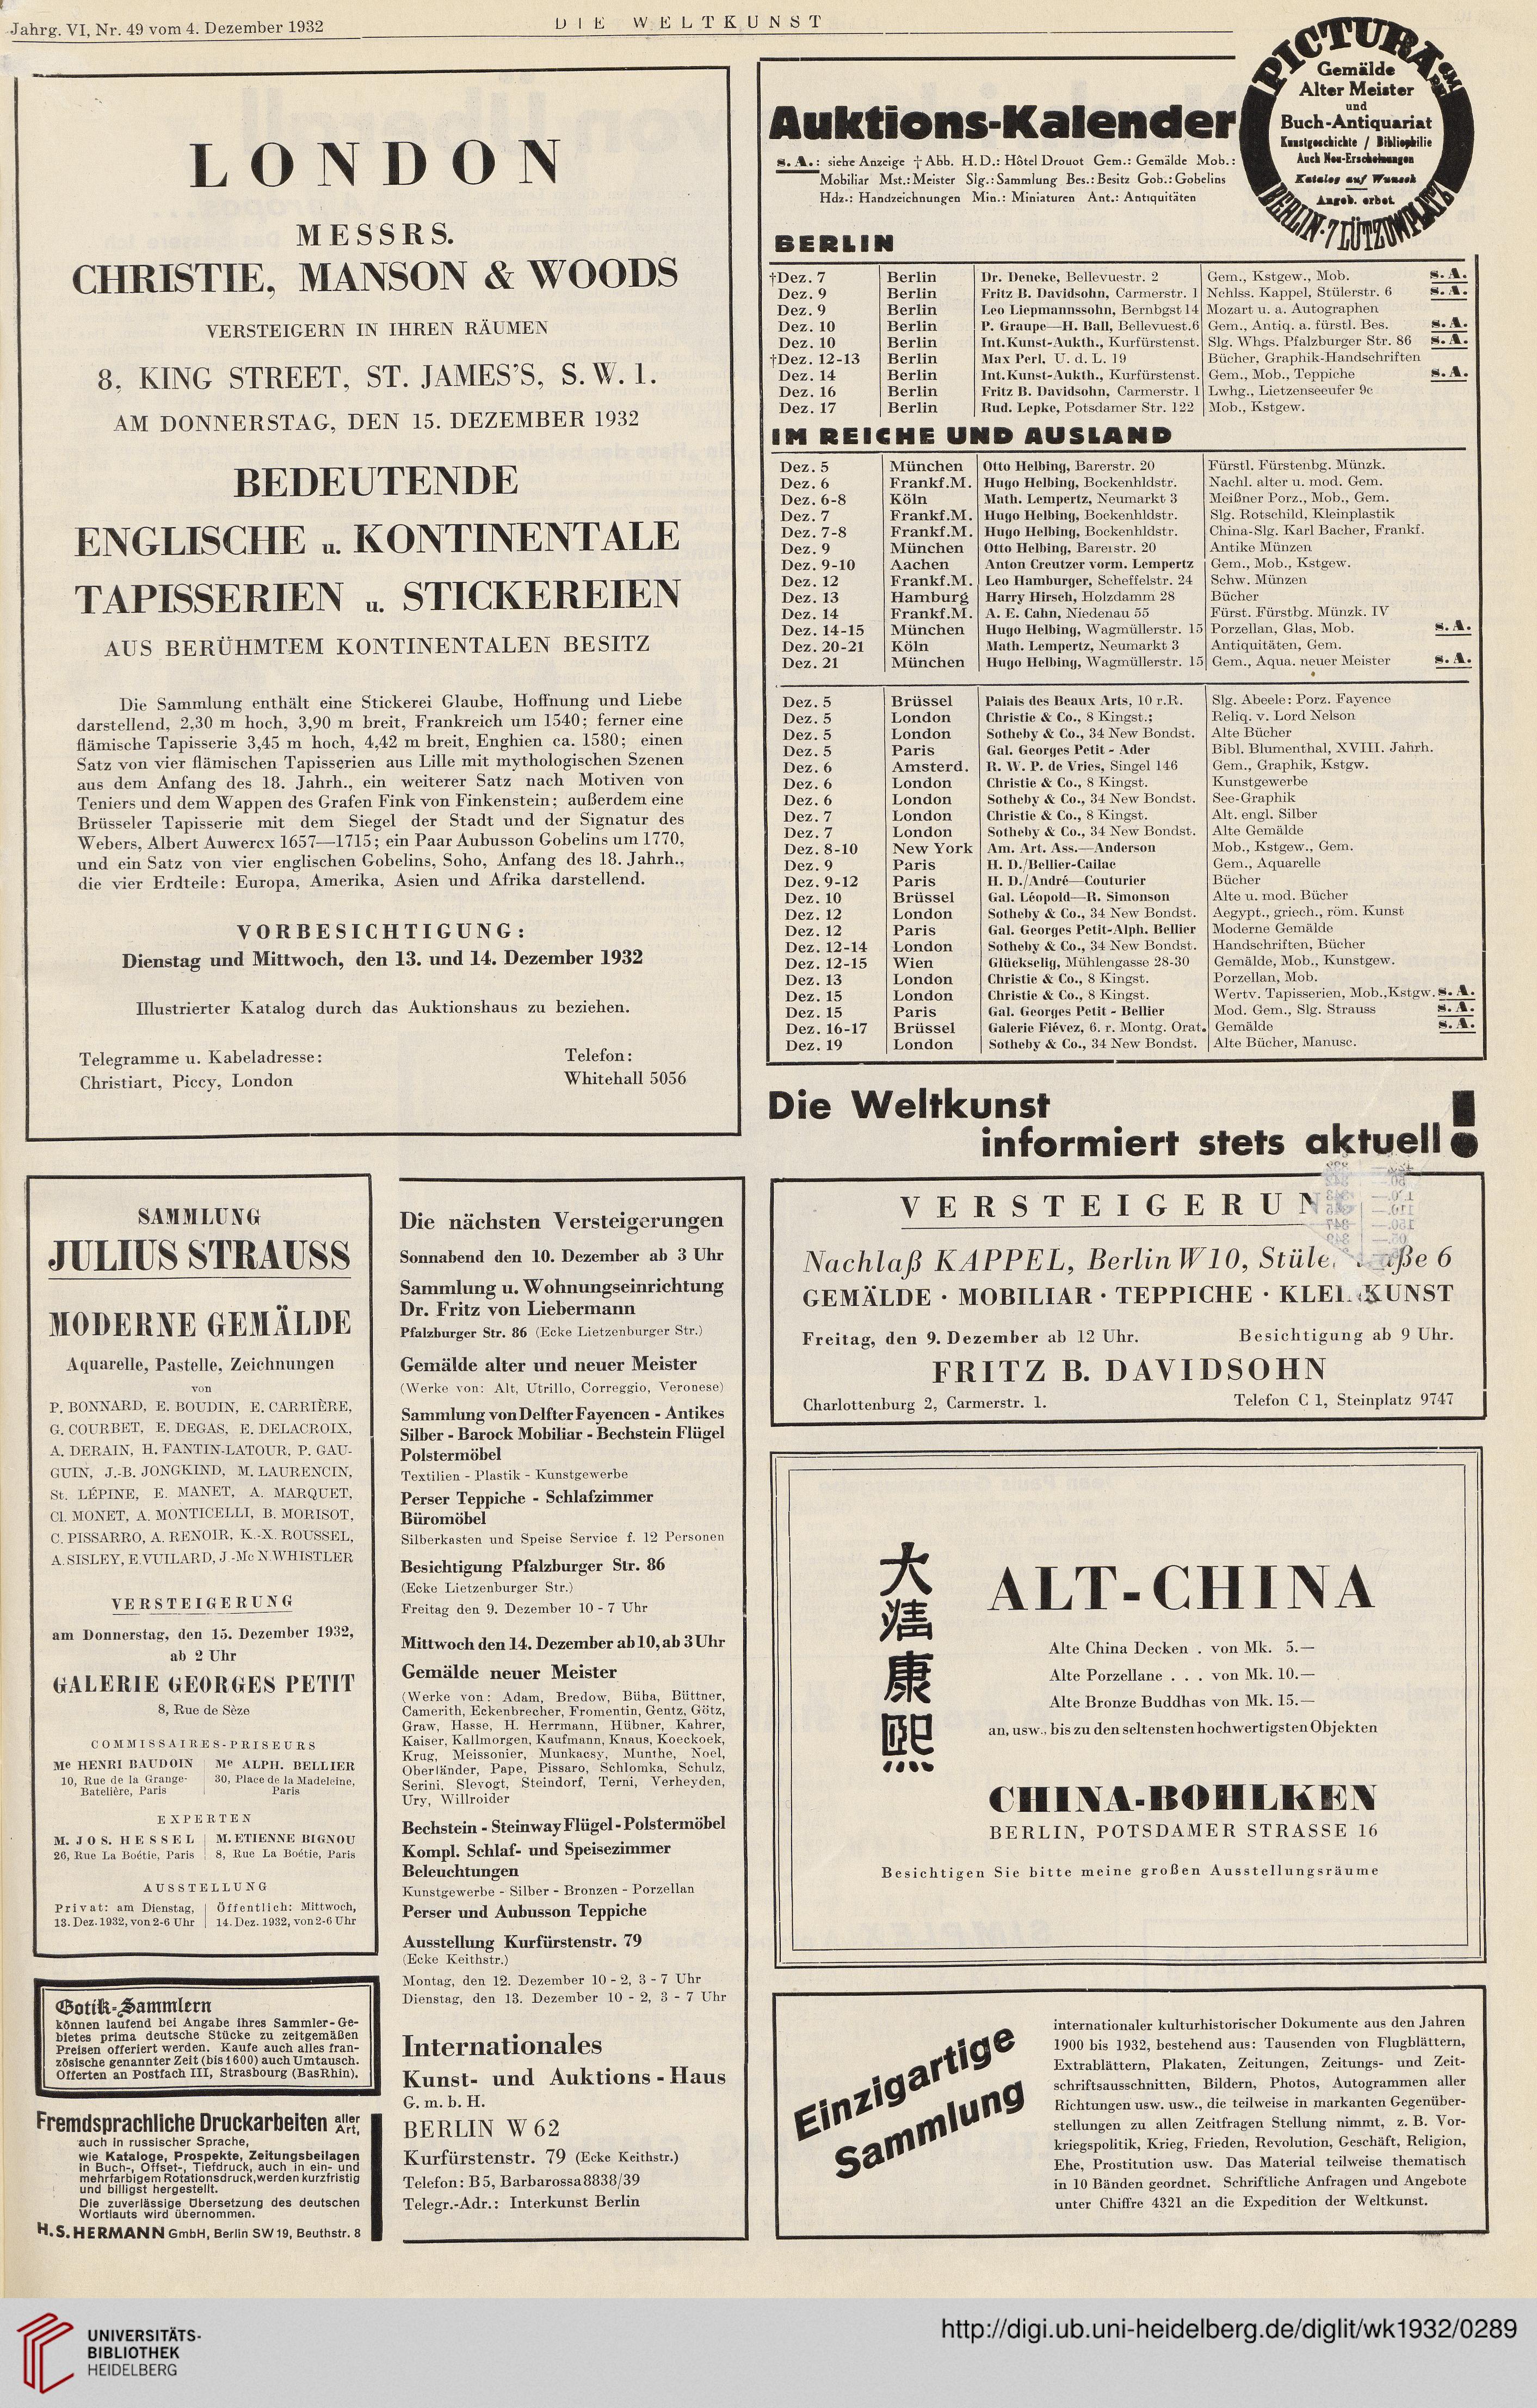 Jahrg. VI, Nr. 49 vom 4. Dezember 1932
DIE WELTKUNST
LONDON
MESSRS.
CHRISTIE, MANSON & WOODS
VERSTEIGERN IN IHREN RÄUMEN
8, KING STREET, ST. JAMES'S, S. W. 1.
AM DONNERSTAG, DEN 15. DEZEMBER 1932
BEDEUTENDE
ENGLISCHE u. KONTINENTALE
TAPISSERIEN u. STICKEREIEN
AUS BERÜHMTEM KONTINENTALEN BESITZ
Die Sammlung enthält eine Stickerei Glaube, Hoffnung und Liebe
darstellend, 2,30 m hoch, 3,90 m breit, Frankreich um 1540; ferner eine
flämische Tapisserie 3,45 m hoch, 4,42 m breit, Enghien ca. 1580; einen
Satz von vier flämischen Tapisserien aus Lille mit mythologischen Szenen
aus dem Anfang des 18. Jahrh., ein weiterer Satz nach Motiven von
Teniers und dem Wappen des Grafen Fink von Finkenstein; außerdem eine
Brüsseler Tapisserie mit dem Siegel der Stadt und der Signatur des
Webers, Albert Auwercx 1657—1715; ein Paar Aubusson Gobelins um 1770,
und ein Satz von vier englischen Gobelins, Soho, Anfang des 18. Jahrh.,
die vier Erdteile: Europa, Amerika, Asien und Afrika darstellend.
VORBESICHTIGUNG:
Dienstag und Mittwoch, den 13. und 14. Dezember 1932
Illustrierter Katalog durch das Auktionshaus zu beziehen.
Telegramme u. Kabeladresse: Telefon:
Christiart, Piccy, London Whitehall 5056
Auktions-Kalender
s. A.: siehe Anzeige † Abb. H.D.: Hôtel Drouot Gem.: Gemälde Mob.:
Mobiliar Mst.: Meister Slg.: Sammlung Bes.: Besitz Gob.: Gobelins
Hdz.: Handzeichnungen Min.: Miniaturen Ant.: Antiquitäten
PICTURA
Gemälde
Alter Meister
und
Buch-Antiquariat
Kunstgeschichte / Bibliophilie
Auch Neu-Erscheinungen
Katalog auf Wunsch
Angeb. erbet.
BERLIN · 7 LÜTZOWPLATZ
BERLIN
†Dez. 7 Berlin Dr. Deneke, Bellevuestr. 2 Gem., Kstgew., Mob. s. A.
Dez. 9 Berlin Fritz B. Davidsohn, Carmerstr. 1 Nchlss. Kappel, Stülerstr. 6 s. A.
Dez. 9 Berlin Leo Liepmannssohn, Bernbgst 14 Mozart u. a. Autographen
Dez. 10 Berlin P. Graupe—H. Ball, Bellevuest.6 Gem., Antiq. a. fürstl. Bes. s. A.
Dez. 10 Berlin Int.Kunst-Aukth., Kurfürstenst. Slg. Whgs. Pfalzburger Str. 86 s. A.
†Dez. 12-13 Berlin Max Perl, U. d. L. 19 Bücher, Graphik-Handschriften
Dez. 14 Berlin Int.Kunst-Aukth., Kurfürstenst. Gem., Mob., Teppiche s. A.
Dez. 16 Berlin Fritz B. Davidsohn, Carmerstr. 1 Lwhg., Lietzenseeufer 9c
Dez. 17 Berlin Rud. Lepke, Potsdamer Str. 122 Mob., Kstgew.
IM REICHE UND AUSLAND
Dez. 5 München Otto Helbing, Barerstr. 20 Fürstl. Fürstenbg. Münzk.
Dez. 6 Frankf.M. Hugo Helbing, Bockenhldstr. Nachl. alter u. mod. Gem.
Dez. 6-8 Köln Math. Lempertz, Neumarkt 3 Meißner Porz., Mob., Gem.
Dez. 7 Frankf.M. Hugo Helbing, Bockenhldstr. Slg. Rotschild, Kleinplastik
Dez. 7-8 Frankf.M. Hugo Helbing, Bockenhldstr. China-Slg. Karl Bacher, Frankf.
Dez. 9 München Otto Helbing, Barerstr. 20 Antike Münzen
Dez. 9-10 Aachen Anton Creutzer vorm. Lempertz Gem., Mob., Kstgew.
Dez. 12 Frankf.M. Leo Hamburger, Scheffelstr. 24 Schw. Münzen
Dez. 13 Hamburg Harry Hirsch, Holzdamm 28 Bücher
Dez. 14 Frankf.M. A. E. Cahn, Niedenau 55 Fürst. Fürstbg. Münzk. IV
Dez. 14-15 München Hugo Helbing, Wagmüllerstr. 15 Porzellan, Glas, Mob. s. A.
Dez. 20-21 Köln Math. Lempertz, Neumarkt 3 Antiquitäten, Gem.
Dez. 21 München Hugo Helbing, Wagmüllerstr. 15 Gem., Aqua. neuer Meister s. A.
Dez. 5 Brüssel Palais des Beaux Arts, 10 r.R. Slg. Abeele: Porz. Fayence
Dez. 5 London Christie & Co., 8 Kingst.; Reliq. v. Lord Nelson
Dez. 5 London Sotheby & Co., 34 New Bondst. Alte Bücher
Dez. 5 Paris Gal. Georges Petit - Ader Bibl. Blumenthal, XVIII. Jahrh.
Dez. 6 Amsterd. R. W. P. de Vries, Singel 146 Gem., Graphik, Kstgw.
Dez. 6 London Christie & Co., 8 Kingst. Kunstgewerbe
Dez. 6 London Sotheby & Co., 34 New Bondst. See-Graphik
Dez. 7 London Christie & Co., 8 Kingst. Alt. engl. Silber
Dez. 7 London Sotheby & Co., 34 New Bondst. Alte Gemälde
Dez. 8-10 New York Am. Art. Ass.—Anderson Mob., Kstgew., Gem.
Dez. 9 Paris H. D./Bellier-Cailac Gem., Aquarelle
Dez. 9-12 Paris H. D./André—Couturier Bücher
Dez. 10 Brüssel Gal. Léopold—R. Simonson Alte u. mod. Bücher
Dez. 12 London Sotheby & Co., 34 New Bondst. Aegypt., griech., röm. Kunst
Dez. 12 Paris Gal. Georges Petit-Alph. Bellier Moderne Gemälde
Dez. 12-14 London Sotheby & Co., 34 New Bondst. Handschriften, Bücher
Dez. 12-15 Wien Glückselig, Mühlengasse 28-30 Gemälde, Mob., Kunstgew.
Dez. 13 London Christie & Co., 8 Kingst. Porzellan, Mob.
Dez. 15 London Christie & Co., 8 Kingst. Wertv. Tapisserien, Mob.,Kstgw. s. A.
Dez. 15 Paris Gal. Georges Petit - Bellier Mod. Gem., Slg. Strauss s. A.
Dez. 16-17 Brüssel Galerie Fiévez, 6. r. Montg. Orat. Gemälde s. A.
Dez. 19 London Sotheby & Co., 34 New Bondst. Alte Bücher, Manusc.
Die Weltkunst
informiert stets aktuell!
SAMMLUNG
JULIUS STRAUSS
MODERNE GEMÄLDE
Aquarelle, Pastelle, Zeichnungen
von
P. BONNARD, E. BOUDIN, E. CARRIÈRE,
G. COURBET, E. DEGAS, E. DELACROIX,
A. DERAIN, H. FANTIN-LATOUR, P. GAU-
GUIN, J.-B. JONGKIND, M. LAURENCIN,
St. LÉPINE, E. MANET, A. MARQUET,
Cl. MONET, A. MONTICELLI, B. MORISOT,
C. PISSARRO, A. RENOIR, K.-X. ROUSSEL,
A. SISLEY, E. VUILARD, J.-Mc N. WHISTLER
VERSTEIGERUNG
am Donnerstag, den 15. Dezember 1932,
ab 2 Uhr
GALERIE GEORGES PETIT
8, Rue de Sèze
COMMISSAIRES-PRISEURS
Me HENRI BAUDOIN Me ALPH. BELLIER
10, Rue de la Grange- 30, Place de la Madeleine,
Batelière, Paris Paris
EXPERTEN
M. JOS. HESSEL M. ETIENNE BIGNOU
26, Rue La Boétie, Paris 8, Rue La Boétie, Paris
AUSSTELLUNG
Privat: am Dienstag, Öffentlich: Mittwoch,
13. Dez. 1932, von 2-6 Uhr 14. Dez. 1932, von 2-6 Uhr
Gotik-Sammlern
können laufend bei Angabe ihres Sammler-Ge-
bietes prima deutsche Stücke zu zeitgemäßen
Preisen offeriert werden. Kaufe auch alles fran-
zösische genannter Zeit (bis 1600) auch Umtausch.
Offerten an Postfach III, Strasbourg (BasRhin).
Fremdsprachliche Druckarbeiten aller Art,
auch in russischer Sprache,
wie Kataloge, Prospekte, Zeitungsbeilagen
in Buch-, Offset-, Tiefdruck, auch in ein- und
mehrfarbigem Rotationsdruck, werden kurzfristig
und billigst hergestellt.
Die zuverlässige Übersetzung des deutschen
Wortlauts wird übernommen.
H. S. HERMANN GmbH, Berlin SW 19, Beuthstr. 8
Die nächsten Versteigerungen
Sonnabend den 10. Dezember ab 3 Uhr
Sammlung u. Wohnungseinrichtung
Dr. Fritz von Liebermann
Pfalzburger Str. 86 (Ecke Lietzenburger Str.)
Gemälde alter und neuer Meister
(Werke von: Alt, Utrillo, Correggio, Veronese)
Sammlung von Delfter Fayencen - Antikes
Silber - Barock Mobiliar - Bechstein Flügel
Polstermöbel
Textilien - Plastik - Kunstgewerbe
Perser Teppiche - Schlafzimmer
Büromöbel
Silberkasten und Speise Service f. 12 Personen
Besichtigung Pfalzburger Str. 86
(Ecke Lietzenburger Str.)
Freitag den 9. Dezember 10 - 7 Uhr
Mittwoch den 14. Dezember ab 10, ab 3 Uhr
Gemälde neuer Meister
(Werke von: Adam, Bredow, Büba, Büttner,
Camerith, Eckenbrecher, Fromentin, Gentz, Götz,
Graw, Hasse, H. Herrmann, Hübner, Kahrer,
Kaiser, Kallmorgen, Kaufmann, Knaus, Koeckoek,
Krug, Meissonier, Munkacsy, Munthe, Noel,
Oberländer, Pape, Pissaro, Schlomka, Schulz,
Serini, Slevogt, Steindorf, Terni, Verheyden,
Ury, Willroider
Bechstein - Steinway Flügel - Polstermöbel
Kompl. Schlaf- und Speisezimmer
Beleuchtungen
Kunstgewerbe - Silber - Bronzen - Porzellan
Perser und Aubusson Teppiche
Ausstellung Kurfürstenstr. 79
(Ecke Keithstr.)
Montag, den 12. Dezember 10 - 2, 3 - 7 Uhr
Dienstag, den 13. Dezember 10 - 2, 3 - 7 Uhr
Internationales
Kunst- und Auktions-Haus
G. m. b. H.
BERLIN W 62
Kurfürstenstr. 79 (Ecke Keithstr.)
Telefon: B 5, Barbarossa 8838/39
Telegr.-Adr.: Interkunst Berlin
VERSTEIGERUN
Nachlaß KAPPEL, Berlin W 10, Stüle aße 6
GEMÄLDE · MOBILIAR · TEPPICHE · KLEI KUNST
Freitag, den 9. Dezember ab 12 Uhr. Besichtigung ab 9 Uhr.
FRITZ B. DAVIDSOHN
Charlottenburg 2, Carmerstr. 1. Telefon C 1, Steinplatz 9747
大
清
康
熙
ALT-CHINA
Alte China Decken . von Mk. 5.—
Alte Porzellane . . . von Mk. 10.—
Alte Bronze Buddhas von Mk. 15.—
an, usw., bis zu den seltensten hochwertigsten Objekten
CHINA-BOHLKEN
BERLIN, POTSDAMER STRASSE 16
Besichtigen Sie bitte meine großen Ausstellungsräume
Einzigartige
Sammlung
internationaler kulturhistorischer Dokumente aus den Jahren
1900 bis 1932, bestehend aus: Tausenden von Flugblättern,
Extrablättern, Plakaten, Zeitungen, Zeitungs- und Zeit-
schriftsausschnitten, Bildern, Photos, Autogrammen aller
Richtungen usw. usw., die teilweise in markanten Gegenüber-
stellungen zu allen Zeitfragen Stellung nimmt, z. B. Vor-
kriegspolitik, Krieg, Frieden, Revolution, Geschäft, Religion,
Ehe, Prostitution usw. Das Material teilweise thematisch
in 10 Bänden geordnet. Schriftliche Anfragen und Angebote
unter Chiffre 4321 an die Expedition der Weltkunst.
UNIVERSITÄTS-
BIBLIOTHEK
HEIDELBERG
http://digi.ub.uni-heidelberg.de/diglit/wk1932/0289